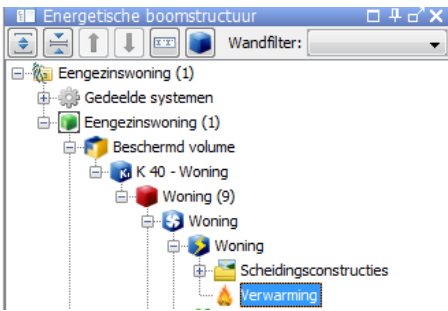 Energetische boomstructuur
Wandfilter:
Eengezinswoning (1)
Gedeelde systemen
Eengezinswoning (1)
Beschermd volume
K 40 - Woning
Woning (9)
Woning
Woning
Scheidingsconstructies
Verwarming